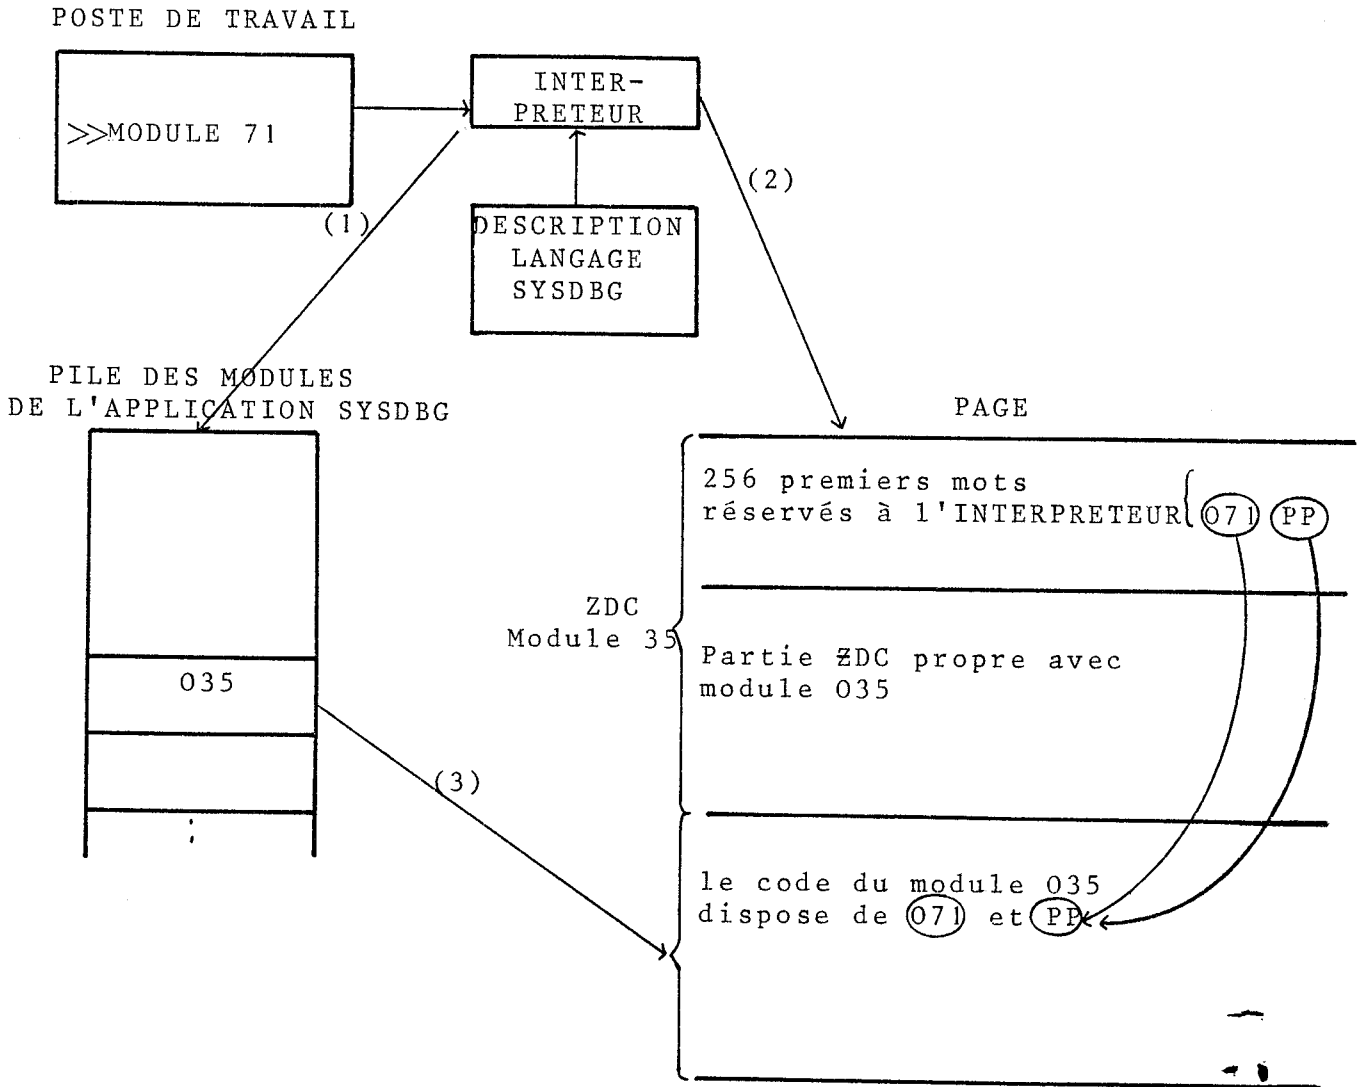 POSTE DE TRAVAIL
>>MODULE 71
INTER-
PRETEUR
(1)
(2)
DESCRIPTION
LANGAGE
SYSDBG
PILE DES MODULES
DE L'APPLICATION SYSDBG
PAGE
256 premiers mots
réservés à l'INTERPRETEUR 071 PP
ZDC
Module 35
Partie ZDC propre avec
module 035
035
(3)
le code du module 035
dispose de 071 et PP